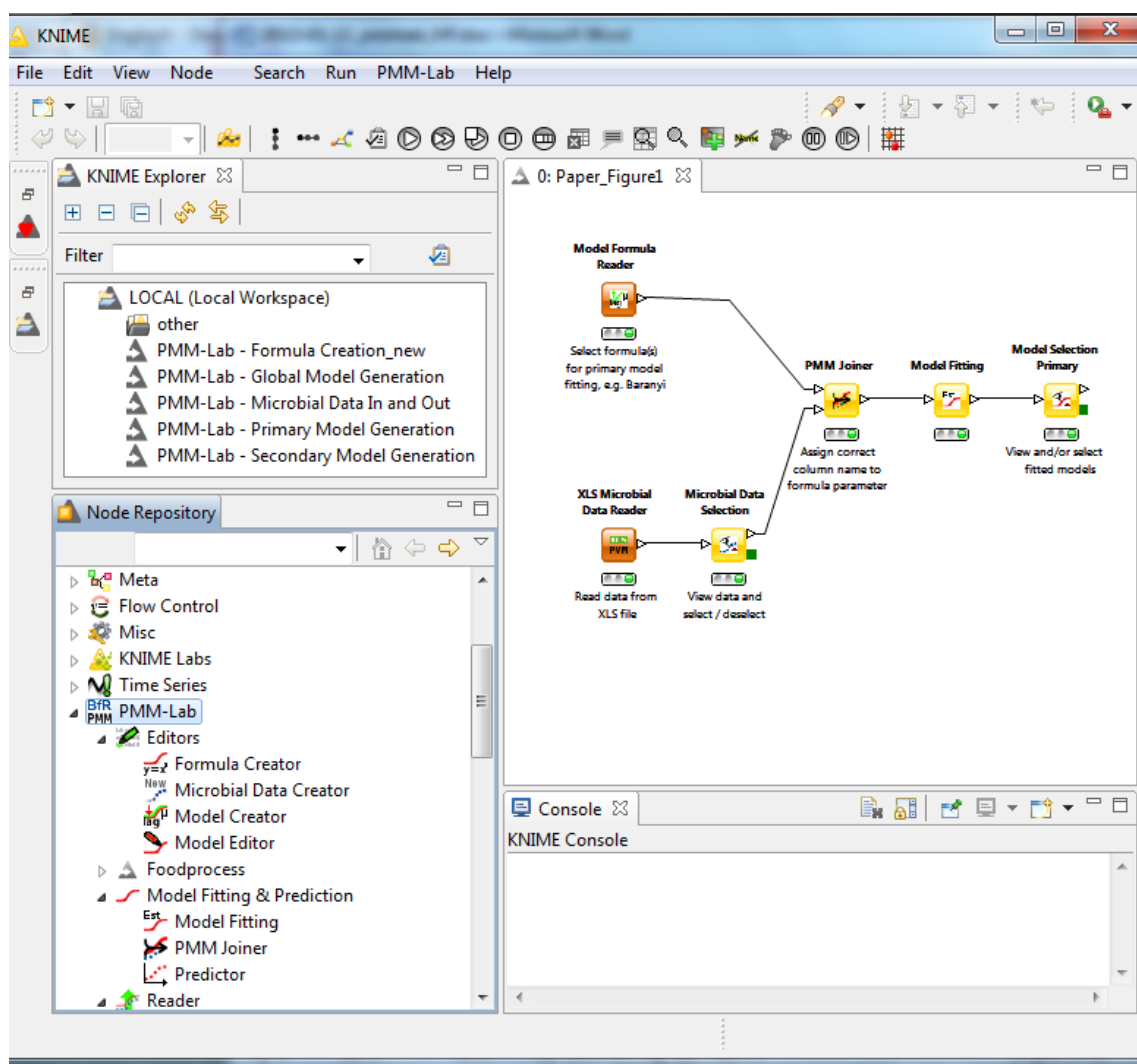 KNIME
File Edit View Node Search Run PMM-Lab Help
KNIME Explorer
Filter
LOCAL (Local Workspace)
other
PMM-Lab - Formula Creation_new
PMM-Lab - Global Model Generation
PMM-Lab - Microbial Data In and Out
PMM-Lab - Primary Model Generation
PMM-Lab - Secondary Model Generation
Node Repository
Meta
Flow Control
Misc
KNIME Labs
Time Series
BfR
PMM
PMM-Lab
Editors
y=x
Formula Creator
New
Microbial Data Creator
Model Creator
Model Editor
Foodprocess
Model Fitting & Prediction
Est
Model Fitting
PMM Joiner
Predictor
Reader
0: Paper_Figure1
Model Formula
Reader
Select formula(s)
for primary model
fitting, e.g. Baranyi
XLS Microbial
Data Reader
Read data from
XLS file
Microbial Data
Selection
View data and
select / deselect
PMM Joiner
Assign correct
column name to
formula parameter
Model Fitting
Model Selection
Primary
View and/or select
fitted models
Console
KNIME Console